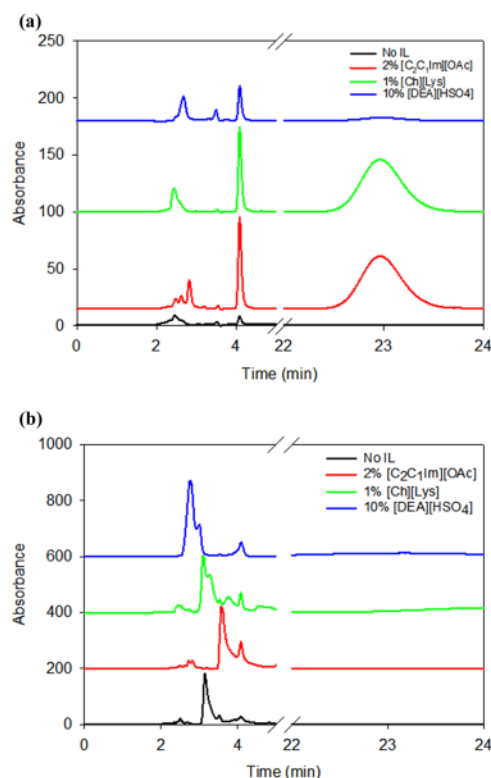 (a)
250
200
150
100
50
0
Absorbance
No IL
2% [C₂C₁Im][OAc]
1% [Ch][Lys]
10% [DEA][HSO4]
0 2 4 22 23 24
Time (min)
(b)
1000
800
600
400
200
0
Absorbance
No IL
2% [C₂C₁Im][OAc]
1% [Ch][Lys]
10% [DEA][HSO₄]
0 2 4 22 24
Time (min)